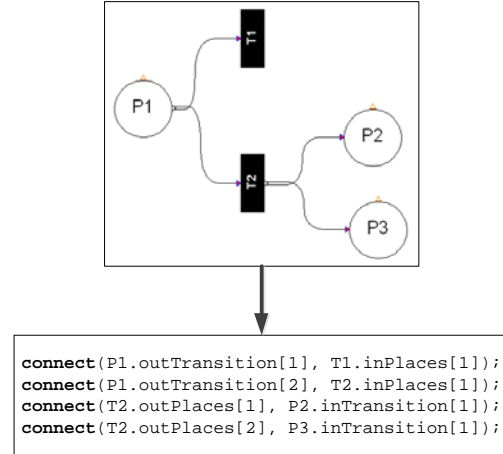 T1
P1
P2
T2
P3
connect(P1.outTransition[1], T1.inPlaces[1]);
connect(P1.outTransition[2], T2.inPlaces[1]);
connect(T2.outPlaces[1], P2.inTransition[1]);
connect(T2.outPlaces[2], P3.inTransition[1]);